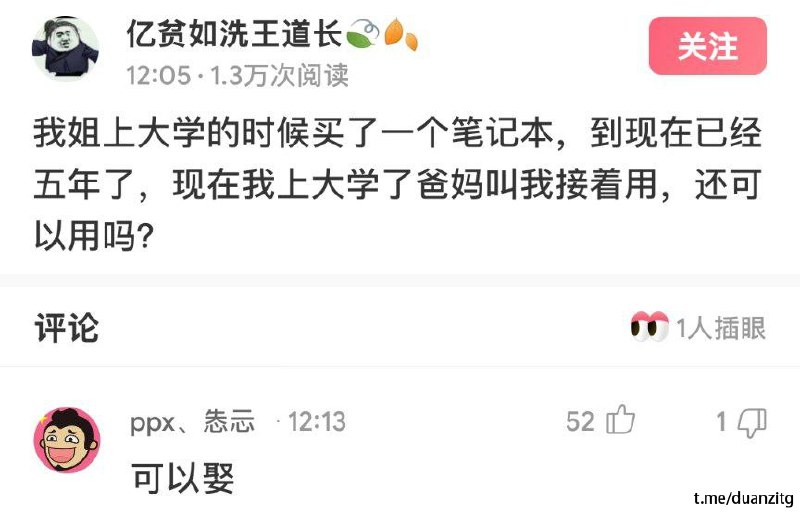 亿贫如洗王道长
12:05 · 1.3万次阅读
关注
我姐上大学的时候买了一个笔记本，到现在已经
五年了，现在我上大学了爸妈叫我接着用，还可
以用吗？
评论
1人插眼
ppx、叁忈 · 12:13
52
1
可以娶
t.me/duanzitg